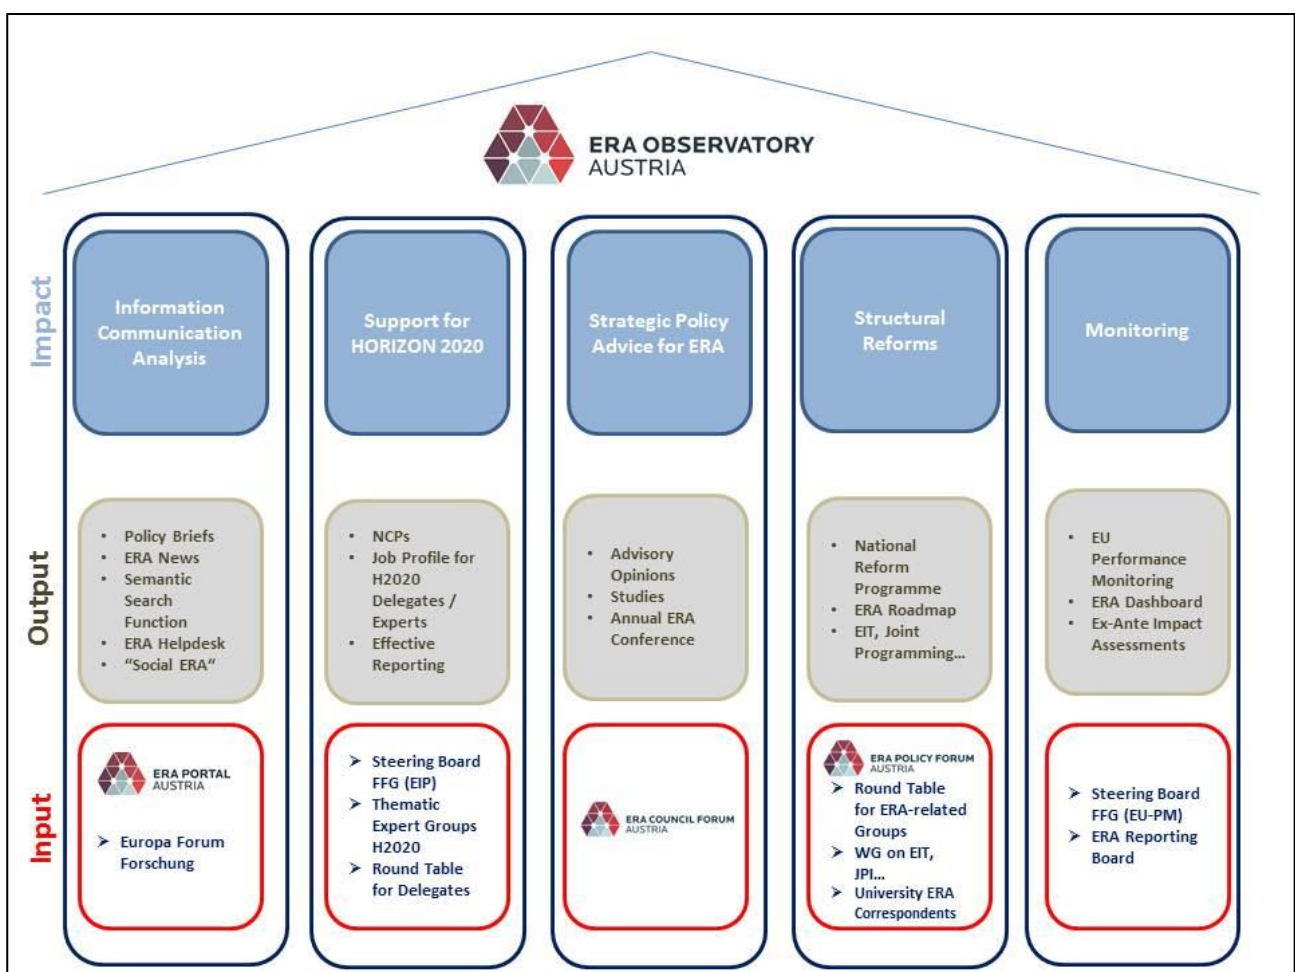 ERA OBSERVATORY
AUSTRIA
Impact
Information
Communication
Analysis
Support for
HORIZON 2020
Strategic Policy
Advice for ERA
Structural
Reforms
Monitoring
Output
• Policy Briefs
• ERA News
• Semantic
Search
Function
• ERA Helpdesk
• “Social ERA“
• NCPs
• Job Profile for
H2020
Delegates /
Experts
• Effective
Reporting
• Advisory
Opinions
• Studies
• Annual ERA
Conference
• National
Reform
Programme
• ERA Roadmap
• EIT, Joint
Programming…
• EU
Performance
Monitoring
• ERA Dashboard
• Ex-Ante Impact
Assessments
Input
ERA PORTAL
AUSTRIA
➢ Europa Forum
Forschung
➢ Steering Board
FFG (EIP)
➢ Thematic
Expert Groups
H2020
➢ Round Table
for Delegates
ERA COUNCIL FORUM
AUSTRIA
ERA POLICY FORUM
AUSTRIA
➢ Round Table
for ERA-related
Groups
➢ WG on EIT,
JPI…
➢ University ERA
Correspondents
➢ Steering Board
FFG (EU-PM)
➢ ERA Reporting
Board